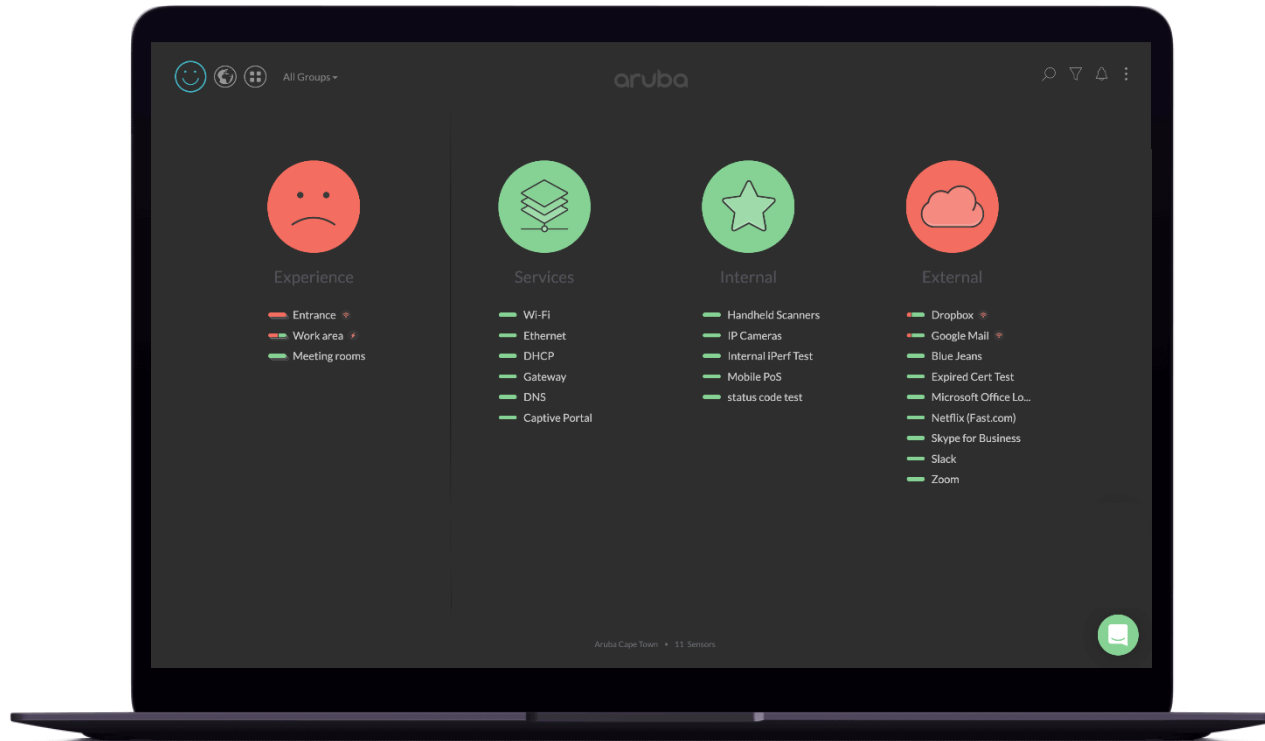 All Groups
aruba
Experience
Entrance
Work area
Meeting rooms
Services
Wi-Fi
Ethernet
DHCP
Gateway
DNS
Captive Portal
Internal
Handheld Scanners
IP Cameras
Internal iPerf Test
Mobile PoS
status code test
External
Dropbox
Google Mail
Blue Jeans
Expired Cert Test
Microsoft Office Lo...
Netflix (Fast.com)
Skype for Business
Slack
Zoom
Aruba Cape Town • 11 Sensors